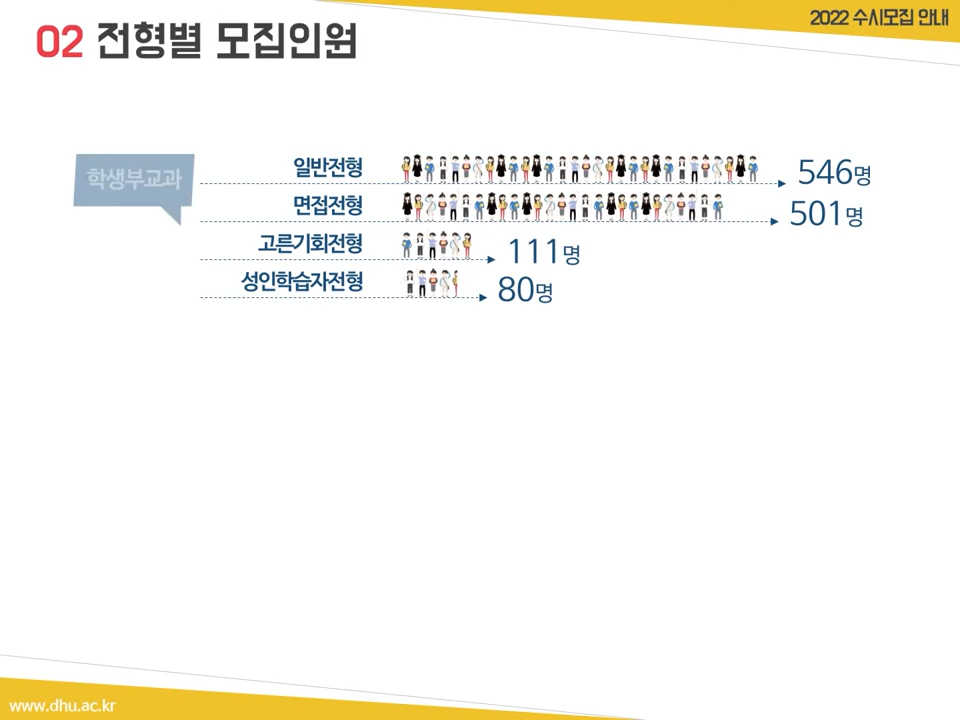 2022 수시모집 안내
02 전형별 모집인원
학생부교과
일반전형 546명
면접전형 501명
고른기회전형 111명
성인학습자전형 80명
www.dhu.ac.kr